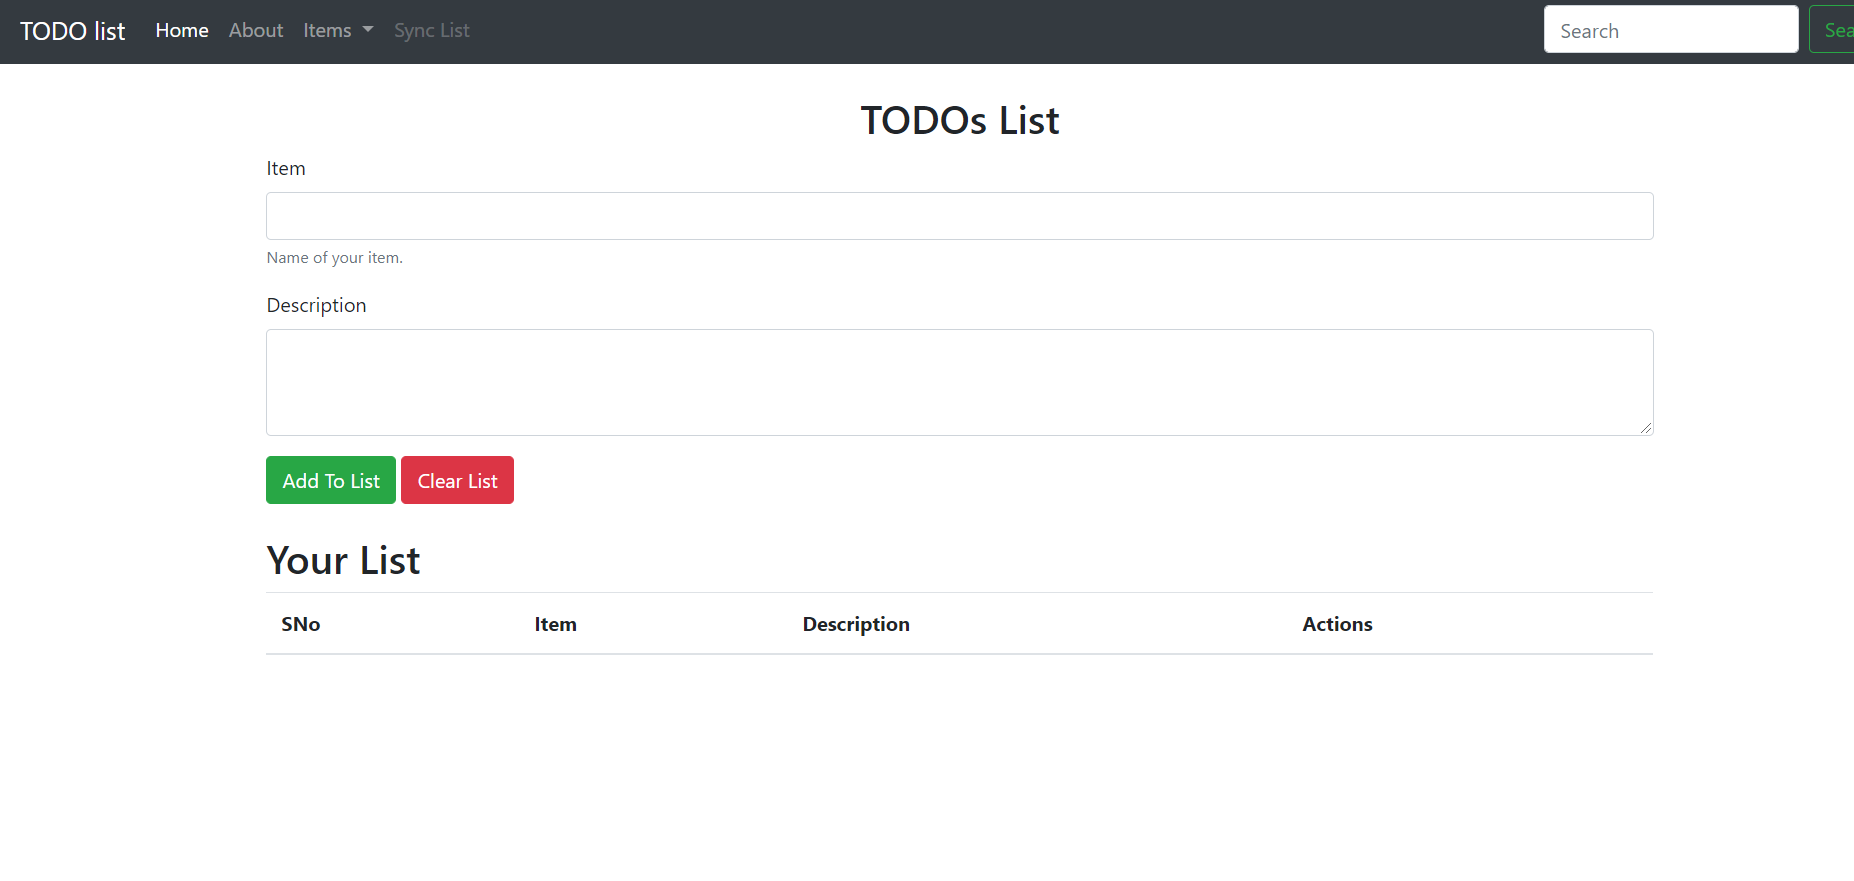 TODO list Home About Items Sync List Search
TODOs List
Item
Name of your item.
Description
Add To List Clear List
Your List
SNo Item Description Actions